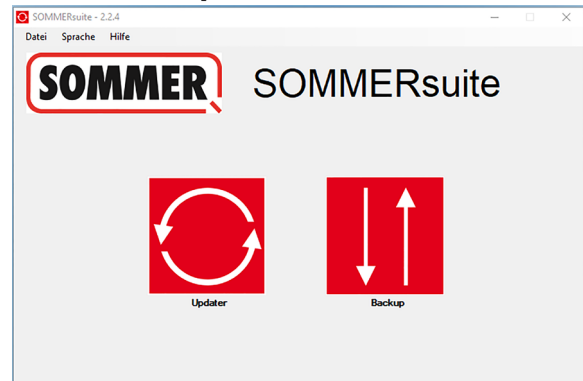 SOMMERsuite - 2.2.4
Datei Sprache Hilfe
SOMMER
SOMMERsuite
Updater
Backup